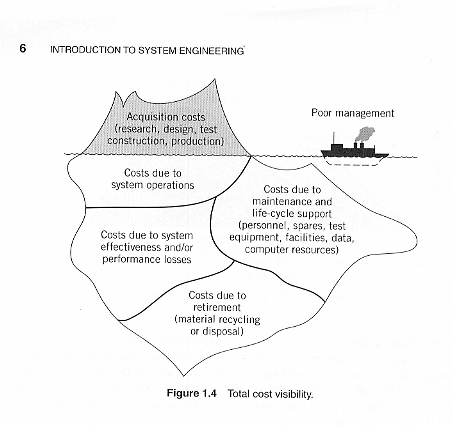 6 INTRODUCTION TO SYSTEM ENGINEERING
Acquisition costs
(research, design, test
construction, production)
Poor management
Costs due to
system operations
Costs due to
maintenance and
life-cycle support
(personnel, spares, test
equipment, facilities, data,
computer resources)
Costs due to system
effectiveness and/or
performance losses
Costs due to
retirement
(material recycling
or disposal)
Figure 1.4 Total cost visibility.